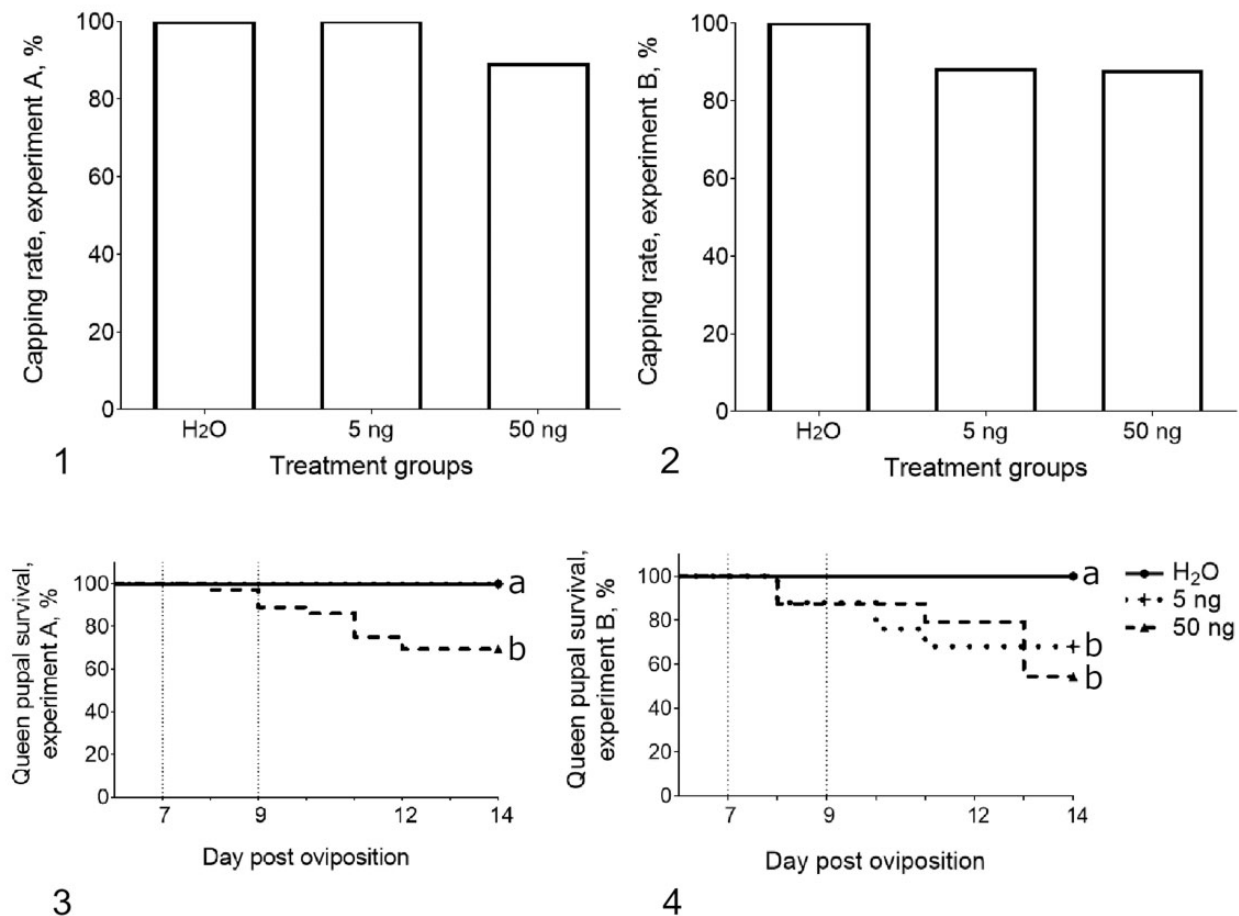 Capping rate, experiment A, %
100
80
60
40
20
0
H2O 5 ng 50 ng
Treatment groups
1
Capping rate, experiment B, %
100
80
60
40
20
0
H2O 5 ng 50 ng
Treatment groups
2
Queen pupal survival,
experiment A, %
100
80
60
40
20
0
a
b
7 9 12 14
Day post oviposition
3
Queen pupal survival,
experiment B, %
100
80
60
40
20
0
a
b
b
7 9 12 14
Day post oviposition
4
H2O
5 ng
50 ng